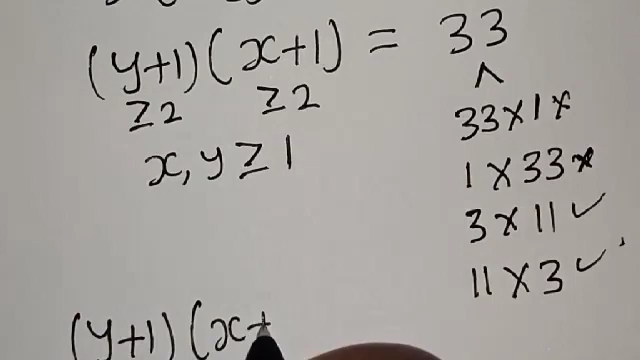 (y+1)(x+1) = 33
≥2 ≥2
x, y ≥ 1
^
33×1×
1×33×
3×11✓
11×3✓
(y+1)(x+